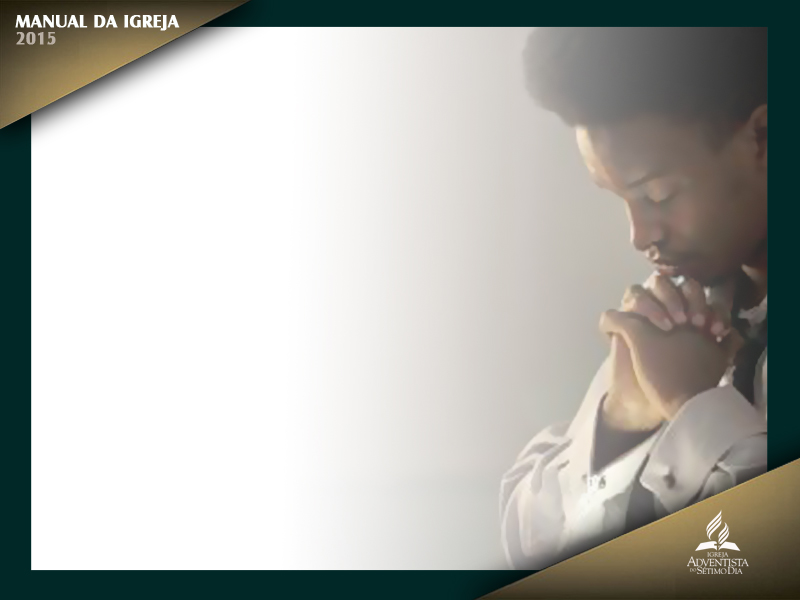 MANUAL DA IGREJA
2015
IGREJA
ADVENTISTA
DO SÉTIMO DIA